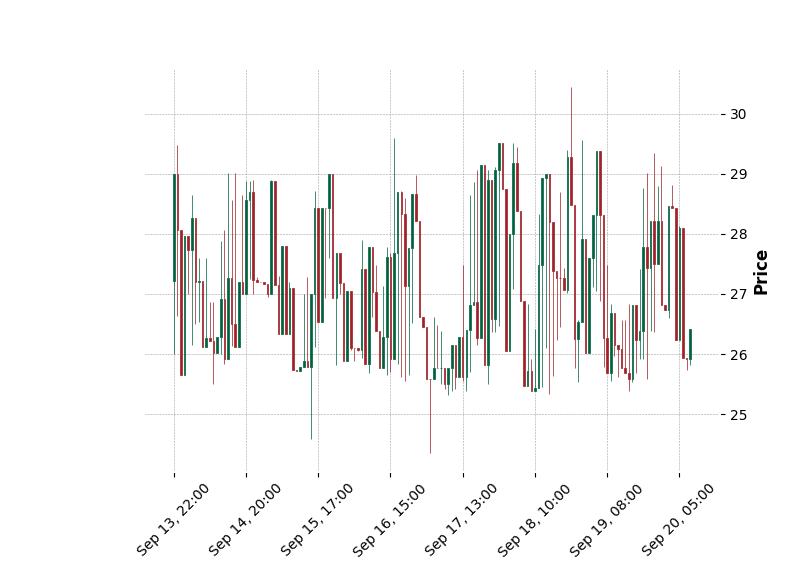 30
29
28
27
26
25
Price
Sep 13, 22:00
Sep 14, 20:00
Sep 15, 17:00
Sep 16, 15:00
Sep 17, 13:00
Sep 18, 10:00
Sep 19, 08:00
Sep 20, 05:00